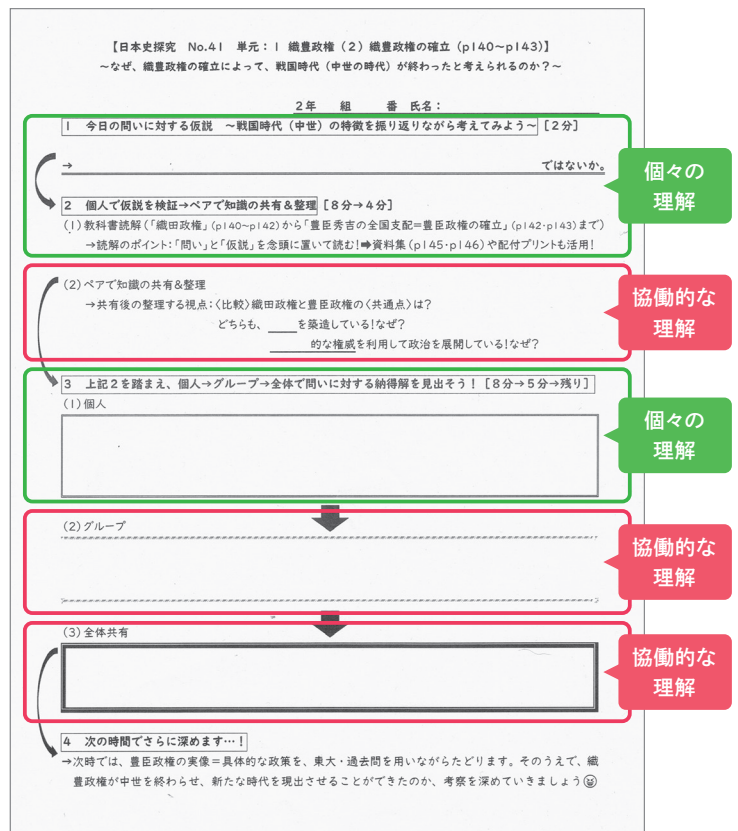 【日本史探究 No.41 単元:1 織豊政権(2)織豊政権の確立(p140~p143)】
~なぜ、織豊政権の確立によって、戦国時代(中世の時代)が終わったと考えられるのか?~
2年 組 番 氏名:
1 今日の問いに対する仮説 ~戦国時代(中世)の特徴を振り返りながら考えてみよう~[2分]
→ ではないか。
個々の
理解
2 個人で仮説を検証→ペアで知識の共有&整理[8分→4分]
(1)教科書読解(「織田政権」(p140~p142)から「豊臣秀吉の全国支配=豊臣政権の確立」(p142・p143)まで)
→読解のポイント:「問い」と「仮説」を念頭に置いて読む!➡資料集(p145・p146)や配付プリントも活用!
(2)ペアで知識の共有&整理
→共有後の整理する視点:〈比較〉織田政権と豊臣政権の〈共通点〉は?
どちらも、____を築造している!なぜ?
________的な権威を利用して政治を展開している!なぜ?
協働的な
理解
3 上記2を踏まえ、個人→グループ→全体で問いに対する納得解を見出そう![8分→5分→残り]
(1)個人
個々の
理解
(2)グループ
協働的な
理解
(3)全体共有
協働的な
理解
4 次の時間でさらに深めます…!
→次時では、豊臣政権の実像=具体的な政策を、東大・過去問を用いながらたどります。そのうえで、織
豊政権が中世を終わらせ、新たな時代を現出させることができたのか、考察を深めていきましょう